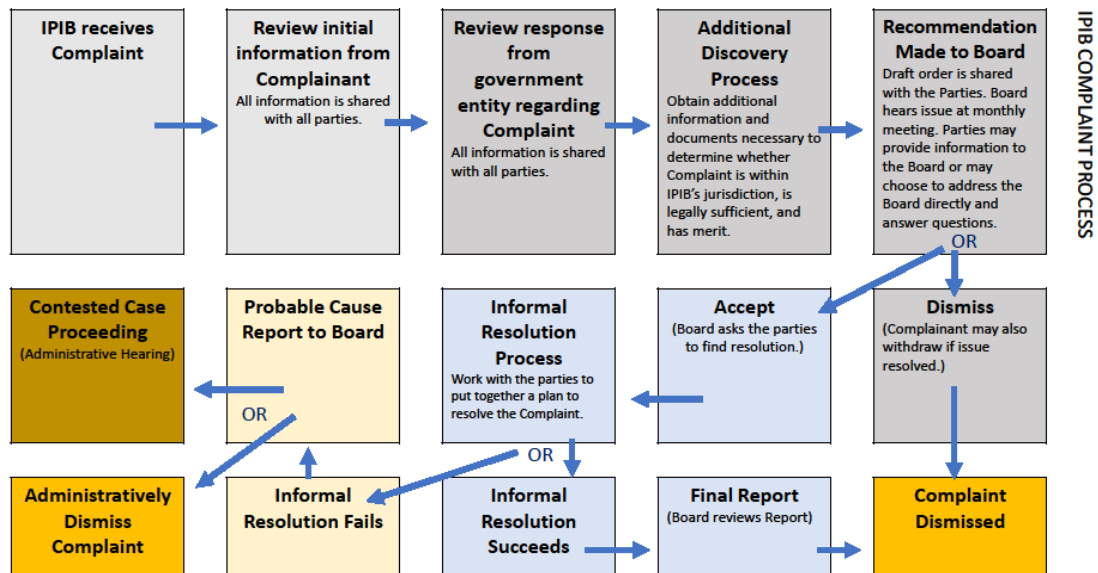 IPIB COMPLAINT PROCESS
IPIB receives
Complaint
Review initial
information from
Complainant
All information is shared
with all parties.
Review response
from
government
entity regarding
Complaint
All information is shared
with all parties.
Additional
Discovery
Process
Obtain additional
information and
documents necessary to
determine whether
Complaint is within
IPIB's jurisdiction, is
legally sufficient, and
has merit.
Recommendation
Made to Board
Draft order is shared
with the Parties. Board
hears issue at monthly
meeting. Parties may
provide information to
the Board or may
choose to address the
Board directly and
answer questions.
OR
Contested Case
Proceeding
(Administrative Hearing)
Probable Cause
Report to Board
OR
Informal
Resolution
Process
Work with the parties to
put together a plan to
resolve the Complaint.
OR
Accept
(Board asks the parties
to find resolution.)
Dismiss
(Complainant may also
withdraw if issue
resolved.)
Administratively
Dismiss
Complaint
Informal
Resolution Fails
Informal
Resolution
Succeeds
Final Report
(Board reviews Report)
Complaint
Dismissed